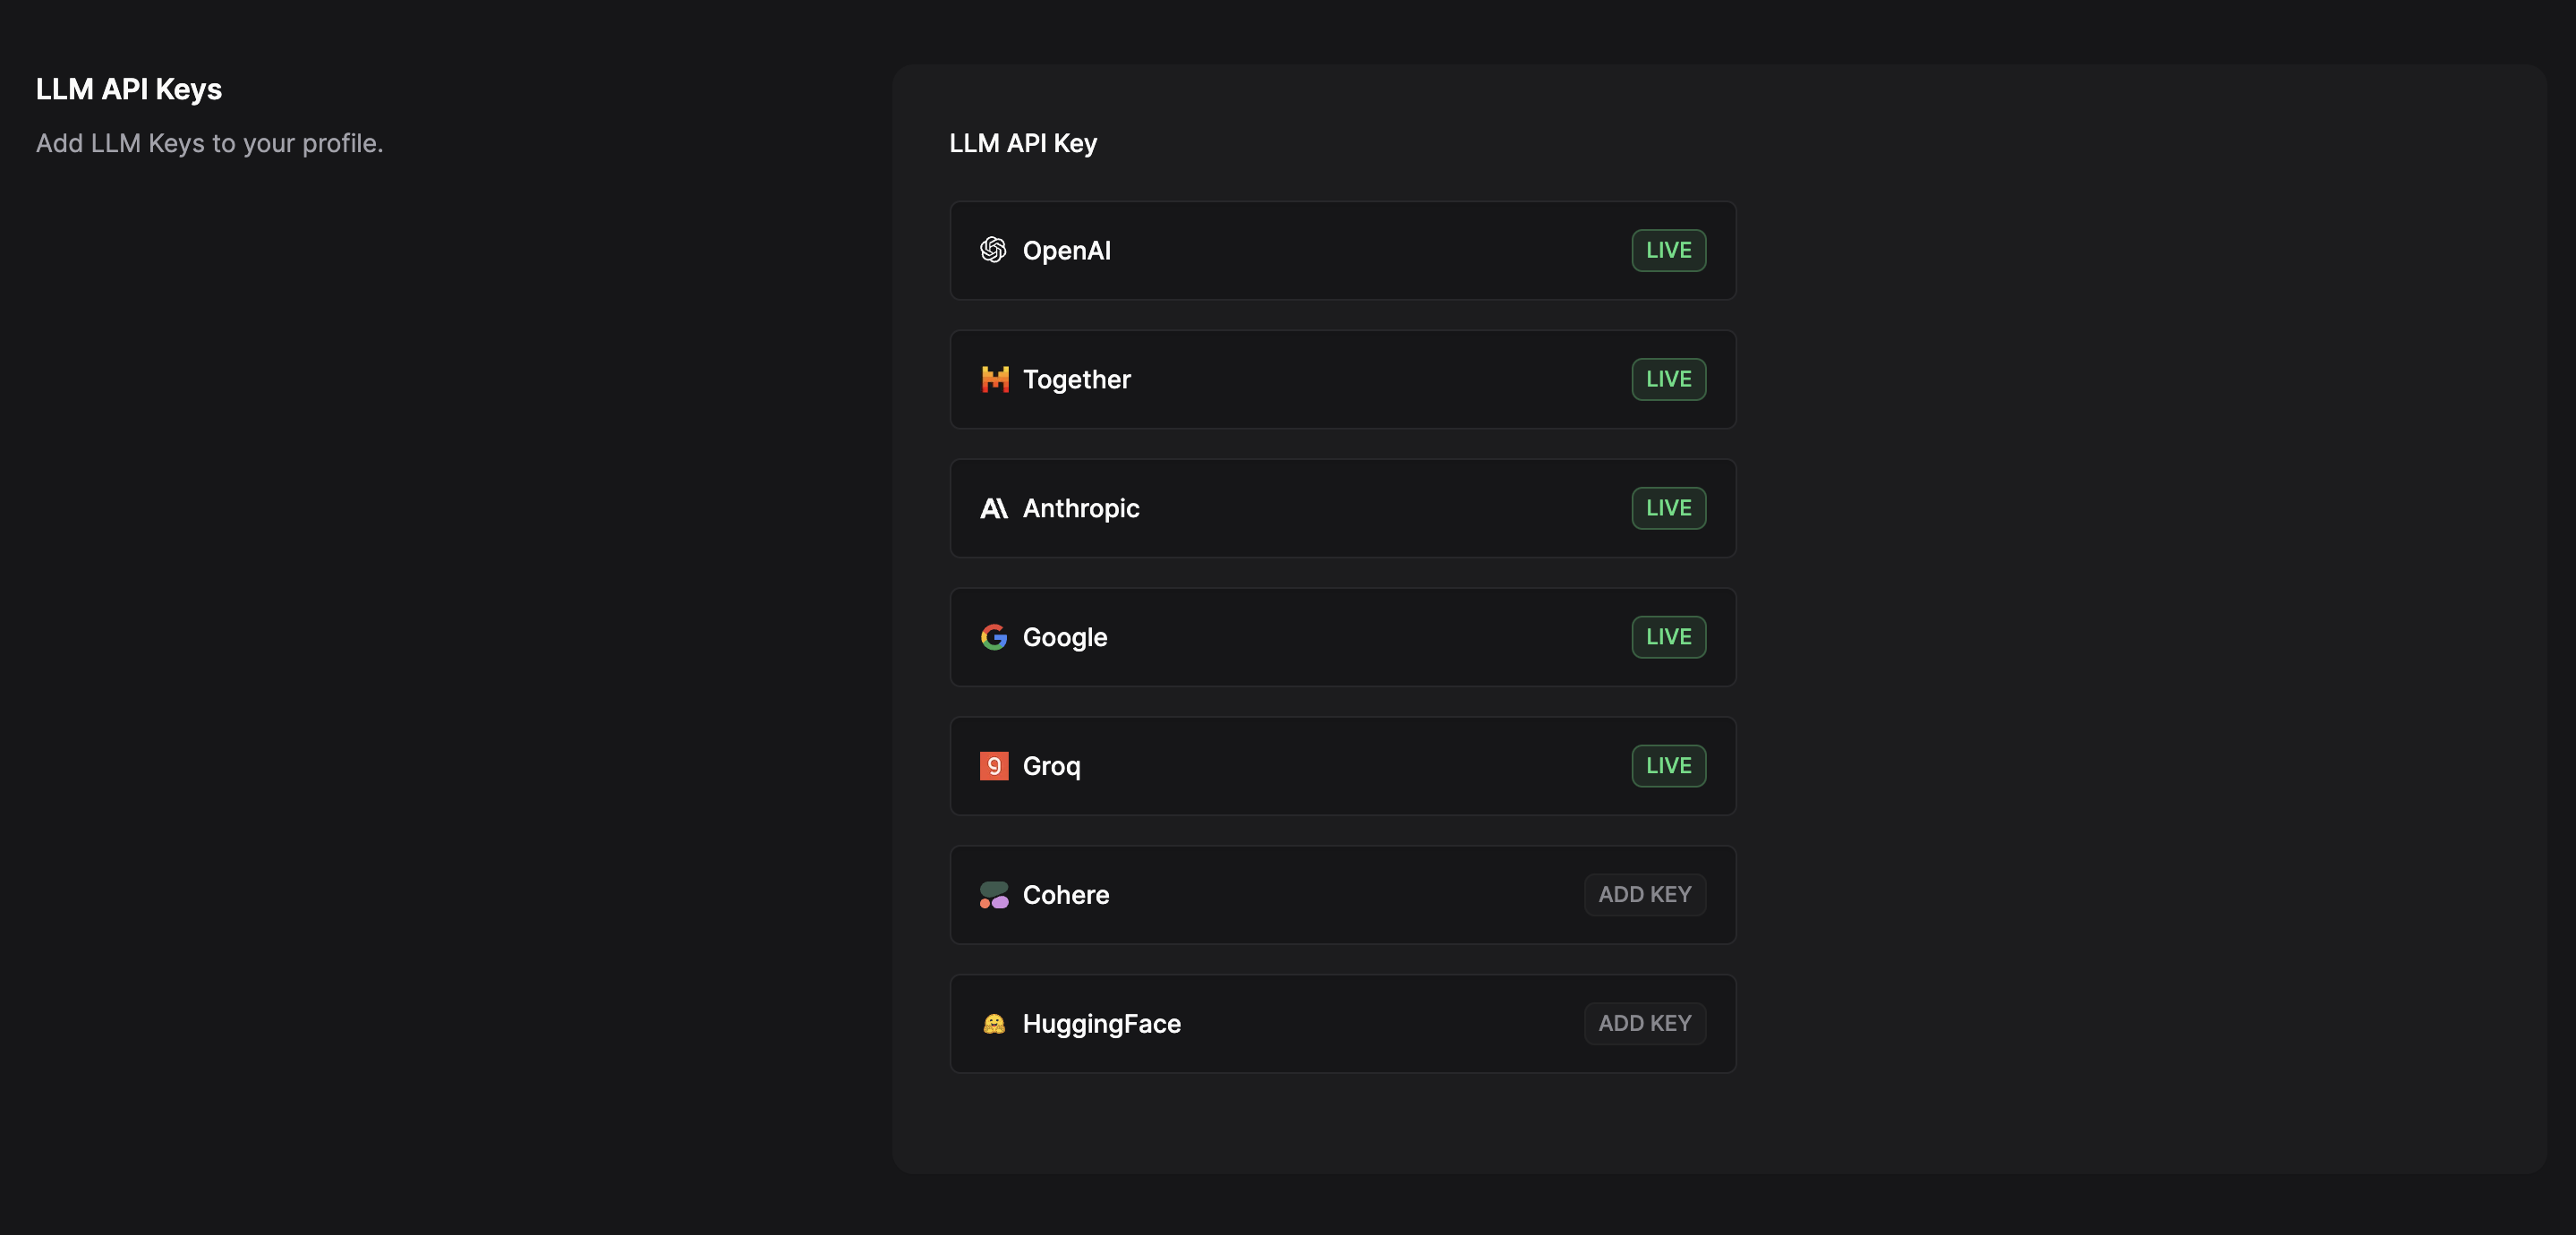 LLM API Keys
Add LLM Keys to your profile.
LLM API Key
OpenAI LIVE
Together LIVE
Anthropic LIVE
Google LIVE
Groq LIVE
Cohere ADD KEY
HuggingFace ADD KEY